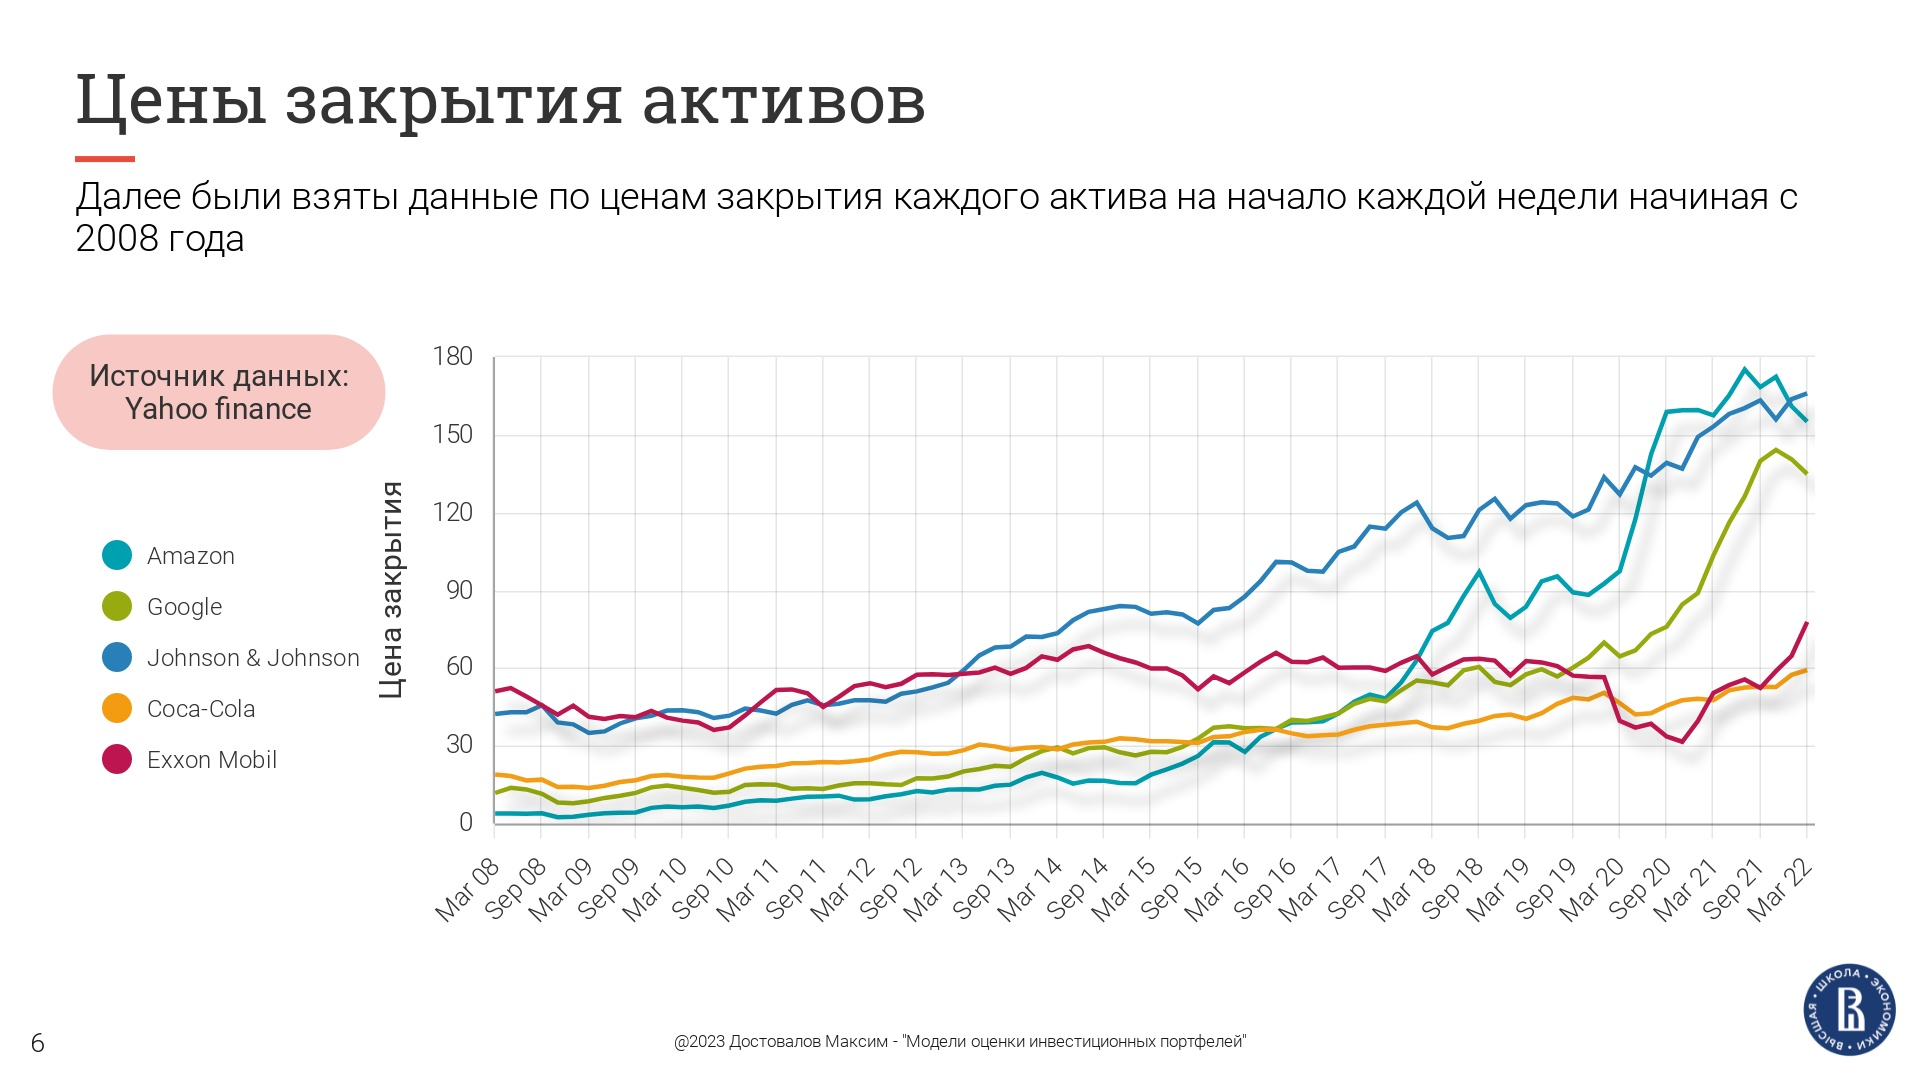 Цены закрытия активов
Далее были взяты данные по ценам закрытия каждого актива на начало каждой недели начиная с
2008 года
Источник данных:
Yahoo finance
Amazon
Google
Johnson & Johnson
Coca-Cola
Exxon Mobil
Цена закрытия
180
150
120
90
60
30
0
Mar 08
Sep 08
Mar 09
Sep 09
Mar 10
Sep 10
Mar 11
Sep 11
Mar 12
Sep 12
Mar 13
Sep 13
Mar 14
Sep 14
Mar 15
Sep 15
Mar 16
Sep 16
Mar 17
Sep 17
Mar 18
Sep 18
Mar 19
Sep 19
Mar 20
Sep 20
Mar 21
Sep 21
Mar 22
ВЫСШАЯ • ШКОЛА • ЭКОНОМИКИ •
6
@2023 Достовалов Максим - "Модели оценки инвестиционных портфелей"